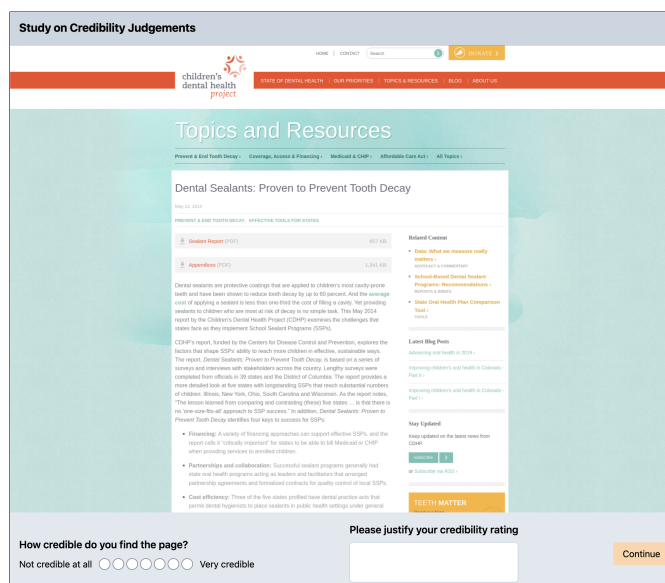 Study on Credibility Judgements
HOME | CONTACT Search DONATE
children's
dental health
project
STATE OF DENTAL HEALTH | OUR PRIORITIES | TOPICS & RESOURCES | BLOG | ABOUT US
Topics and Resources
Prevent & End Tooth Decay › Coverage, Access & Financing › Medicaid & CHIP › Affordable Care Act › All Topics ›
Dental Sealants: Proven to Prevent Tooth Decay
PREVENT & END TOOTH DECAY, EFFECTIVE TOOLS FOR STATES
Sealant Report (PDF) 657 KB
Appendices (PDF) 1,341 KB
Dental sealants are protective coatings that are applied to children's most cavity-prone
teeth and have been shown to reduce tooth decay by up to 60 percent. And the average
cost of applying a sealant is less than one-third the cost of filling a cavity. Yet providing
sealants to children who are most at risk of decay is no simple task. This May 2014
report by the Children's Dental Health Project (CDHP) examines the challenges that
states face as they implement School Sealant Programs (SSPs).
CDHP's report, funded by the Centers for Disease Control and Prevention, explores the
factors that shape SSPs' ability to reach more children in effective, sustainable ways.
The report, Dental Sealants: Proven to Prevent Tooth Decay, is based on a series of
surveys and interviews with stakeholders across the country. Lengthy surveys were
completed from officials in 39 states and the District of Columbia. The report provides a
more detailed look at five states with longstanding SSPs that reach substantial numbers
of children: Illinois, New York, Ohio, South Carolina and Wisconsin. As the report notes,
"The lesson learned from comparing and contrasting (these) five states … is that there is
no 'one-size-fits-all' approach to SSP success." In addition, Dental Sealants: Proven to
Prevent Tooth Decay identifies four keys to success for SSPs:
• Financing: A variety of financing approaches can support effective SSPs, and the
report calls it "critically important" for states to be able to bill Medicaid or CHIP
when providing services to enrolled children.
• Partnerships and collaboration: Successful sealant programs generally had
state oral health programs acting as leaders and facilitators that arranged
partnership agreements and formalized contracts for quality control of local SSPs.
• Cost efficiency: Three of the five states profiled have dental practice acts that
permit dental hygienists to place sealants in public health settings under general
Related Content
• Data: What we measure really
matters ›
ADVOCACY & COMMENTARY
• School-Based Dental Sealant
Programs: Recommendations ›
REPORTS & BRIEFS
• State Oral Health Plan Comparison
Tool ›
TOOLS
Latest Blog Posts
Advancing oral health in 2019 ›
Improving children's oral health in Colorado -
Part II ›
Improving children's oral health in Colorado -
Part I ›
Stay Updated
Keep updated on the latest news from
CDHP.
SUBSCRIBE
or Subscribe via RSS ›
TEETH MATTER
How credible do you find the page?
Not credible at all Very credible
Please justify your credibility rating
Continue